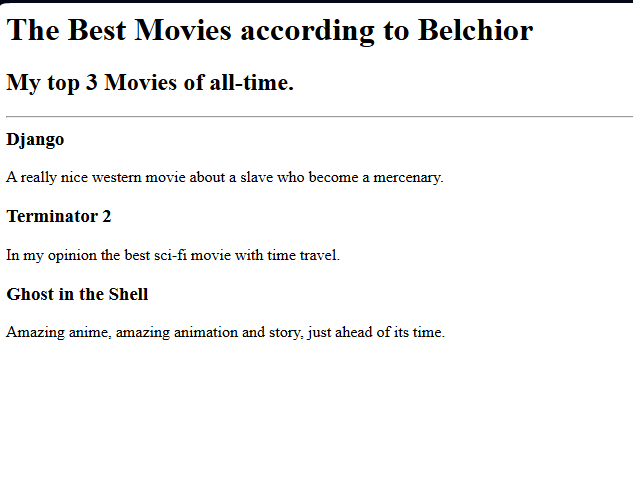 The Best Movies according to Belchior
My top 3 Movies of all-time.
Django
A really nice western movie about a slave who become a mercenary.
Terminator 2
In my opinion the best sci-fi movie with time travel.
Ghost in the Shell
Amazing anime, amazing animation and story, just ahead of its time.